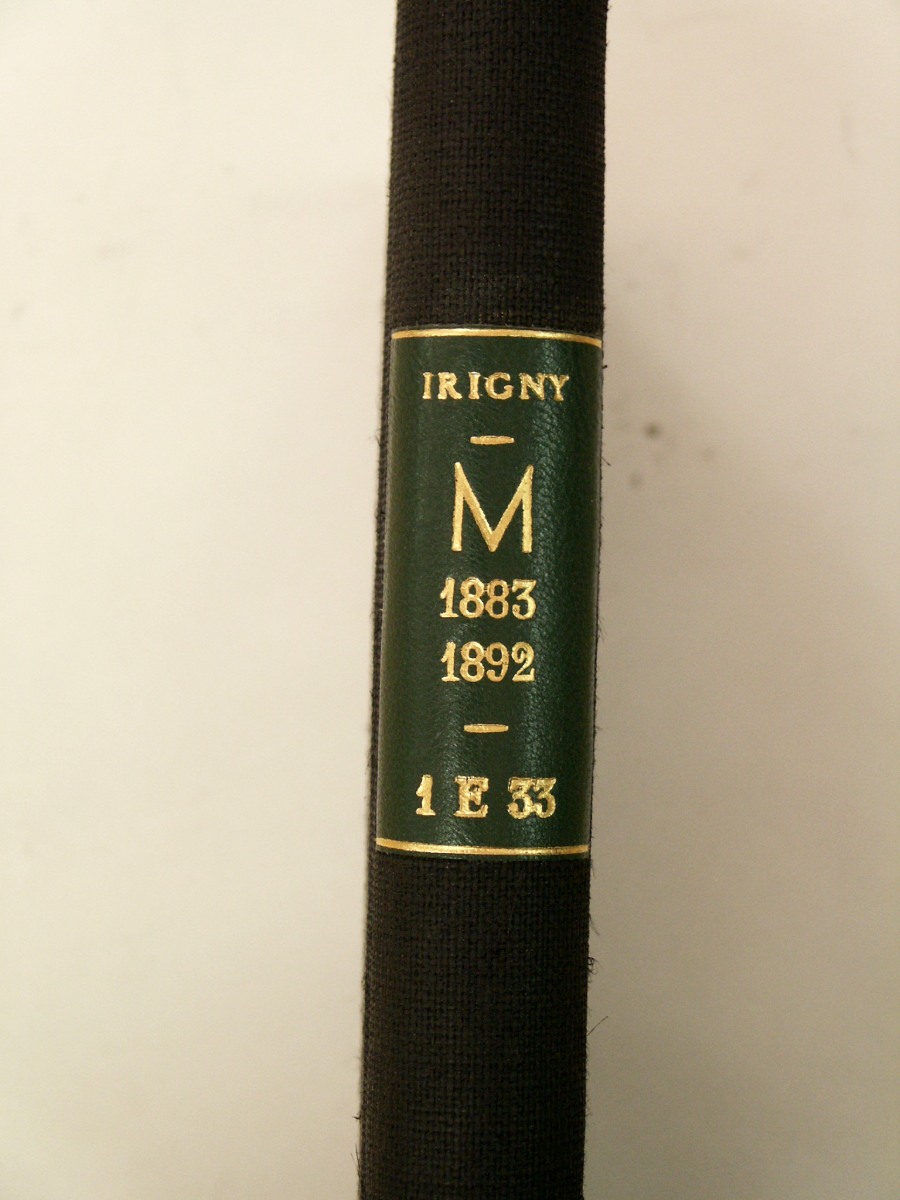 IRIGNY
—
M
1883
1892
—
1 E 33